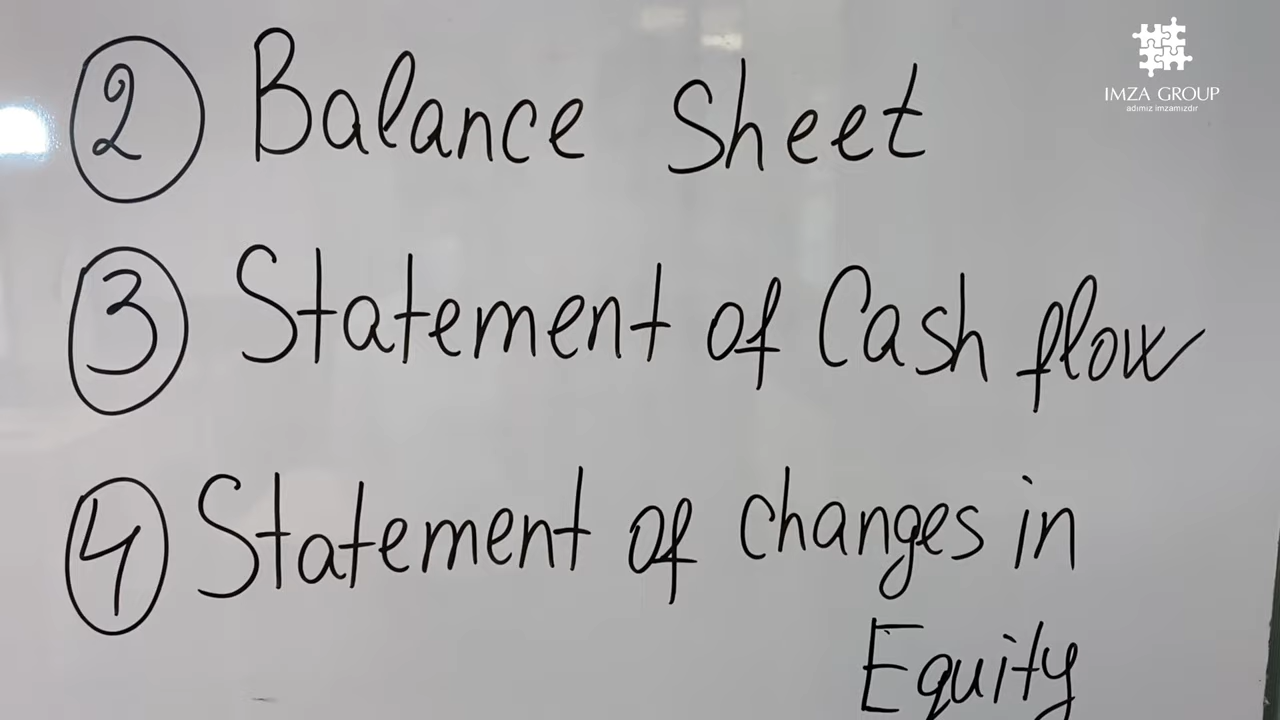 IMZA GROUP
adımız imzamızdır
2 Balance Sheet
3 Statement of Cash flow
4 Statement of changes in
Equity